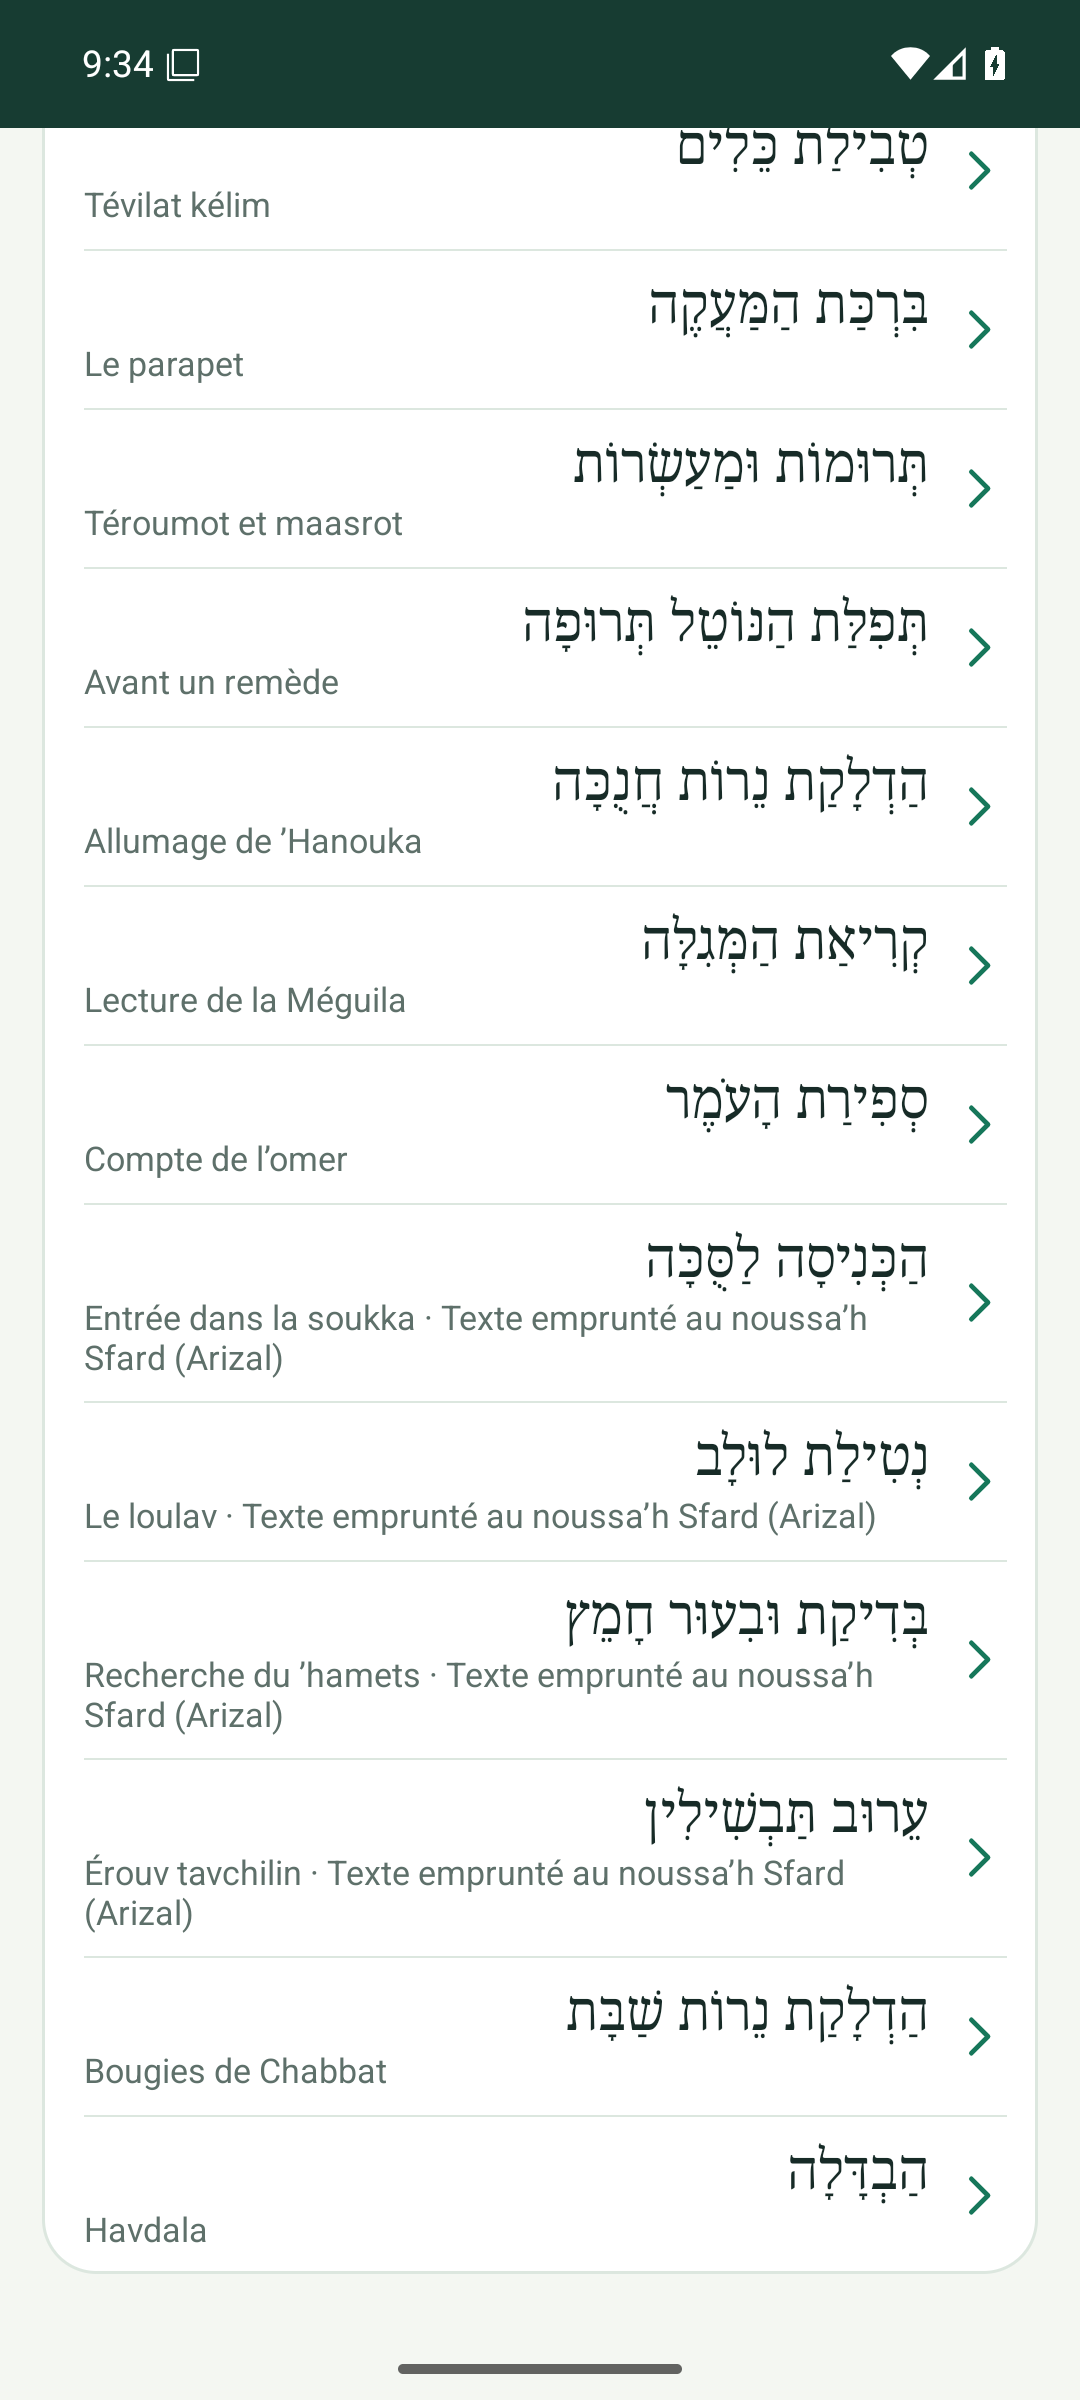 9:34
טְבִילַת כֵּלִים
Tévilat kélim
בִּרְכַּת הַמַּעֲקֶה
Le parapet
תְּרוּמוֹת וּמַעַשְׂרוֹת
Téroumot et maasrot
תְּפִלַּת הַנּוֹטֵל תְּרוּפָה
Avant un remède
הַדְלָקַת נֵרוֹת חֲנֻכָּה
Allumage de ’Hanouka
קְרִיאַת הַמְּגִלָּה
Lecture de la Méguila
סְפִירַת הָעֹמֶר
Compte de l’omer
הַכְּנִיסָה לַסֻּכָּה
Entrée dans la soukka · Texte emprunté au noussa’h
Sfard (Arizal)
נְטִילַת לוּלָב
Le loulav · Texte emprunté au noussa’h Sfard (Arizal)
בְּדִיקַת וּבִעוּר חָמֵץ
Recherche du ’hamets · Texte emprunté au noussa’h
Sfard (Arizal)
עֵרוּב תַּבְשִׁילִין
Érouv tavchilin · Texte emprunté au noussa’h Sfard
(Arizal)
הַדְלָקַת נֵרוֹת שַׁבָּת
Bougies de Chabbat
הַבְדָּלָה
Havdala